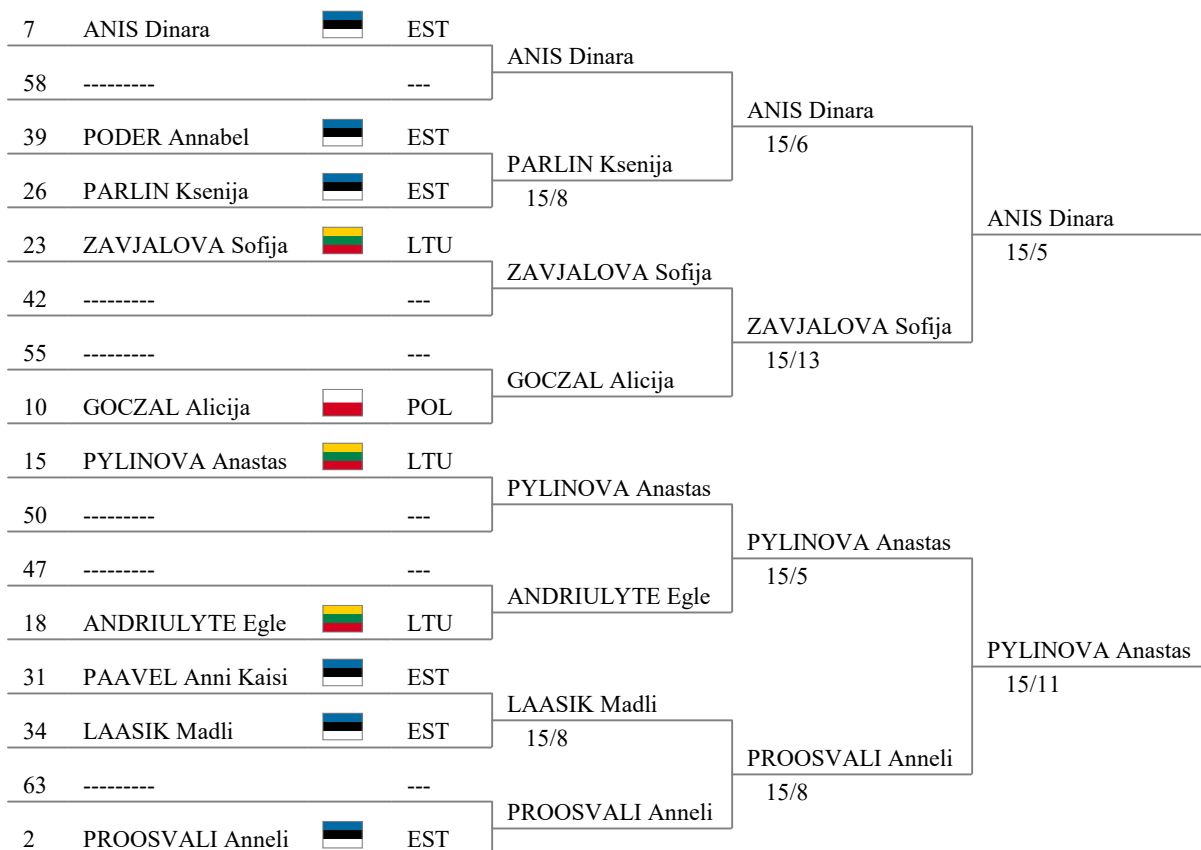 7 ANIS Dinara EST
ANIS Dinara
58 --------- ---
ANIS Dinara
15/6
39 PODER Annabel EST
PARLIN Ksenija
15/8
26 PARLIN Ksenija EST
ANIS Dinara
15/5
23 ZAVJALOVA Sofija LTU
ZAVJALOVA Sofija
42 --------- ---
ZAVJALOVA Sofija
15/13
55 --------- ---
GOCZAL Alicija
10 GOCZAL Alicija POL
15 PYLINOVA Anastas LTU
PYLINOVA Anastas
50 --------- ---
PYLINOVA Anastas
15/5
47 --------- ---
ANDRIULYTE Egle
18 ANDRIULYTE Egle LTU
PYLINOVA Anastas
15/11
31 PAAVEL Anni Kaisi EST
LAASIK Madli
15/8
34 LAASIK Madli EST
PROOSVALI Anneli
15/8
63 --------- ---
PROOSVALI Anneli
2 PROOSVALI Anneli EST